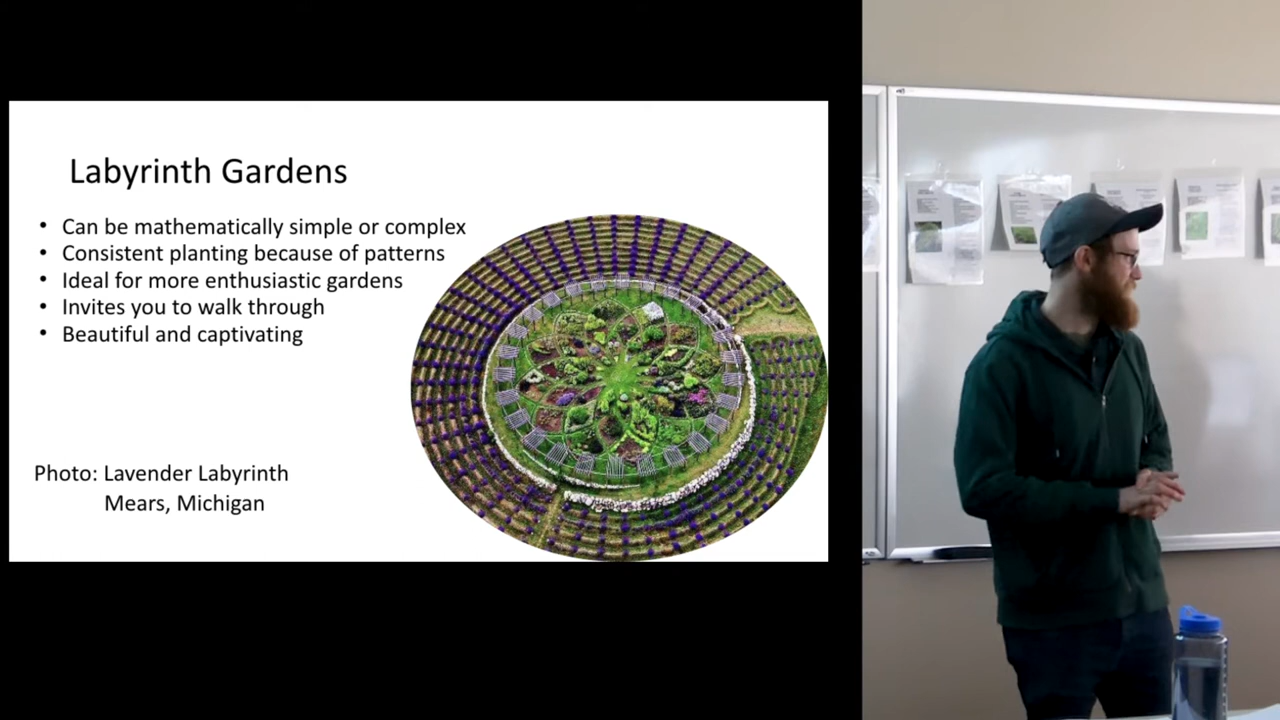 Labyrinth Gardens
• Can be mathematically simple or complex
• Consistent planting because of patterns
• Ideal for more enthusiastic gardens
• Invites you to walk through
• Beautiful and captivating
Photo: Lavender Labyrinth
Mears, Michigan